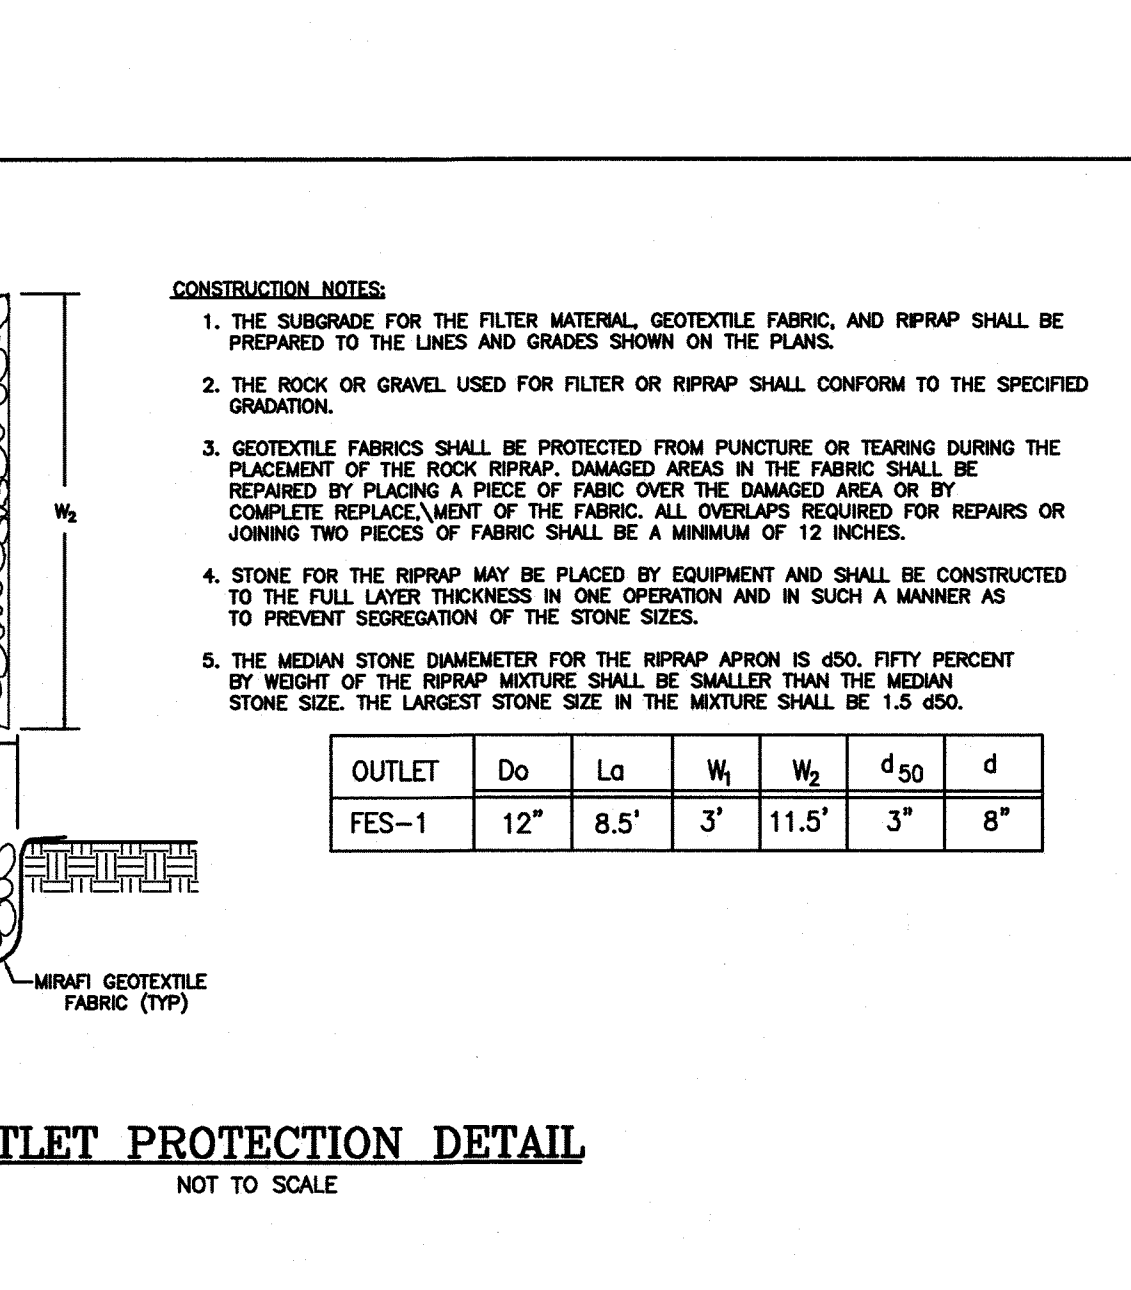 CONSTRUCTION NOTES:
1. THE SUBGRADE FOR THE FILTER MATERIAL, GEOTEXTILE FABRIC, AND RIPRAP SHALL BE
PREPARED TO THE LINES AND GRADES SHOWN ON THE PLANS.
2. THE ROCK OR GRAVEL USED FOR FILTER OR RIPRAP SHALL CONFORM TO THE SPECIFIED
GRADATION.
3. GEOTEXTILE FABRICS SHALL BE PROTECTED FROM PUNCTURE OR TEARING DURING THE
PLACEMENT OF THE ROCK RIPRAP. DAMAGED AREAS IN THE FABRIC SHALL BE
REPAIRED BY PLACING A PIECE OF FABIC OVER THE DAMAGED AREA OR BY
COMPLETE REPLACE,\MENT OF THE FABRIC. ALL OVERLAPS REQUIRED FOR REPAIRS OR
JOINING TWO PIECES OF FABRIC SHALL BE A MINIMUM OF 12 INCHES.
W2
4. STONE FOR THE RIPRAP MAY BE PLACED BY EQUIPMENT AND SHALL BE CONSTRUCTED
TO THE FULL LAYER THICKNESS IN ONE OPERATION AND IN SUCH A MANNER AS
TO PREVENT SEGREGATION OF THE STONE SIZES.
5. THE MEDIAN STONE DIAMEMETER FOR THE RIPRAP APRON IS d50. FIFTY PERCENT
BY WEIGHT OF THE RIPRAP MIXTURE SHALL BE SMALLER THAN THE MEDIAN
STONE SIZE. THE LARGEST STONE SIZE IN THE MIXTURE SHALL BE 1.5 d50.
OUTLET Do La W1 W2 d50 d
FES-1 12" 8.5' 3' 11.5' 3" 8"
MIRAFI GEOTEXTILE
FABRIC (TYP)
TLET PROTECTION DETAIL
NOT TO SCALE